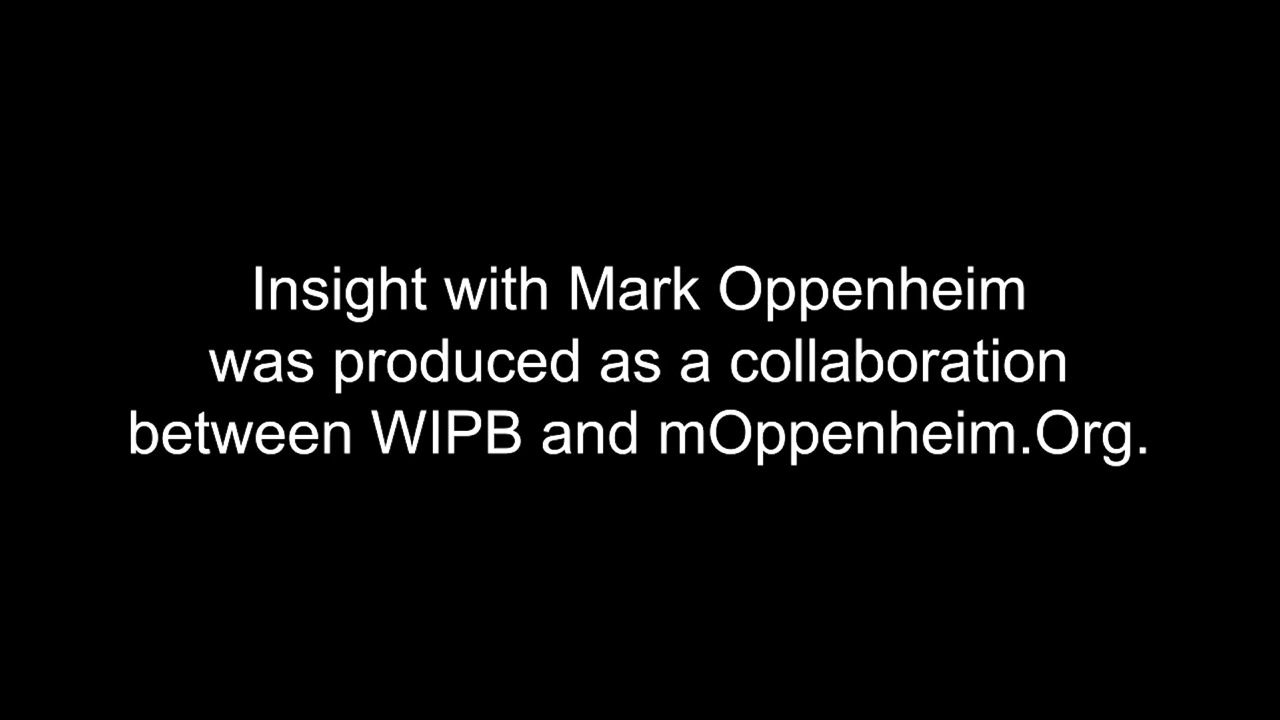 Insight with Mark Oppenheim
was produced as a collaboration
between WIPB and mOppenheim.Org.